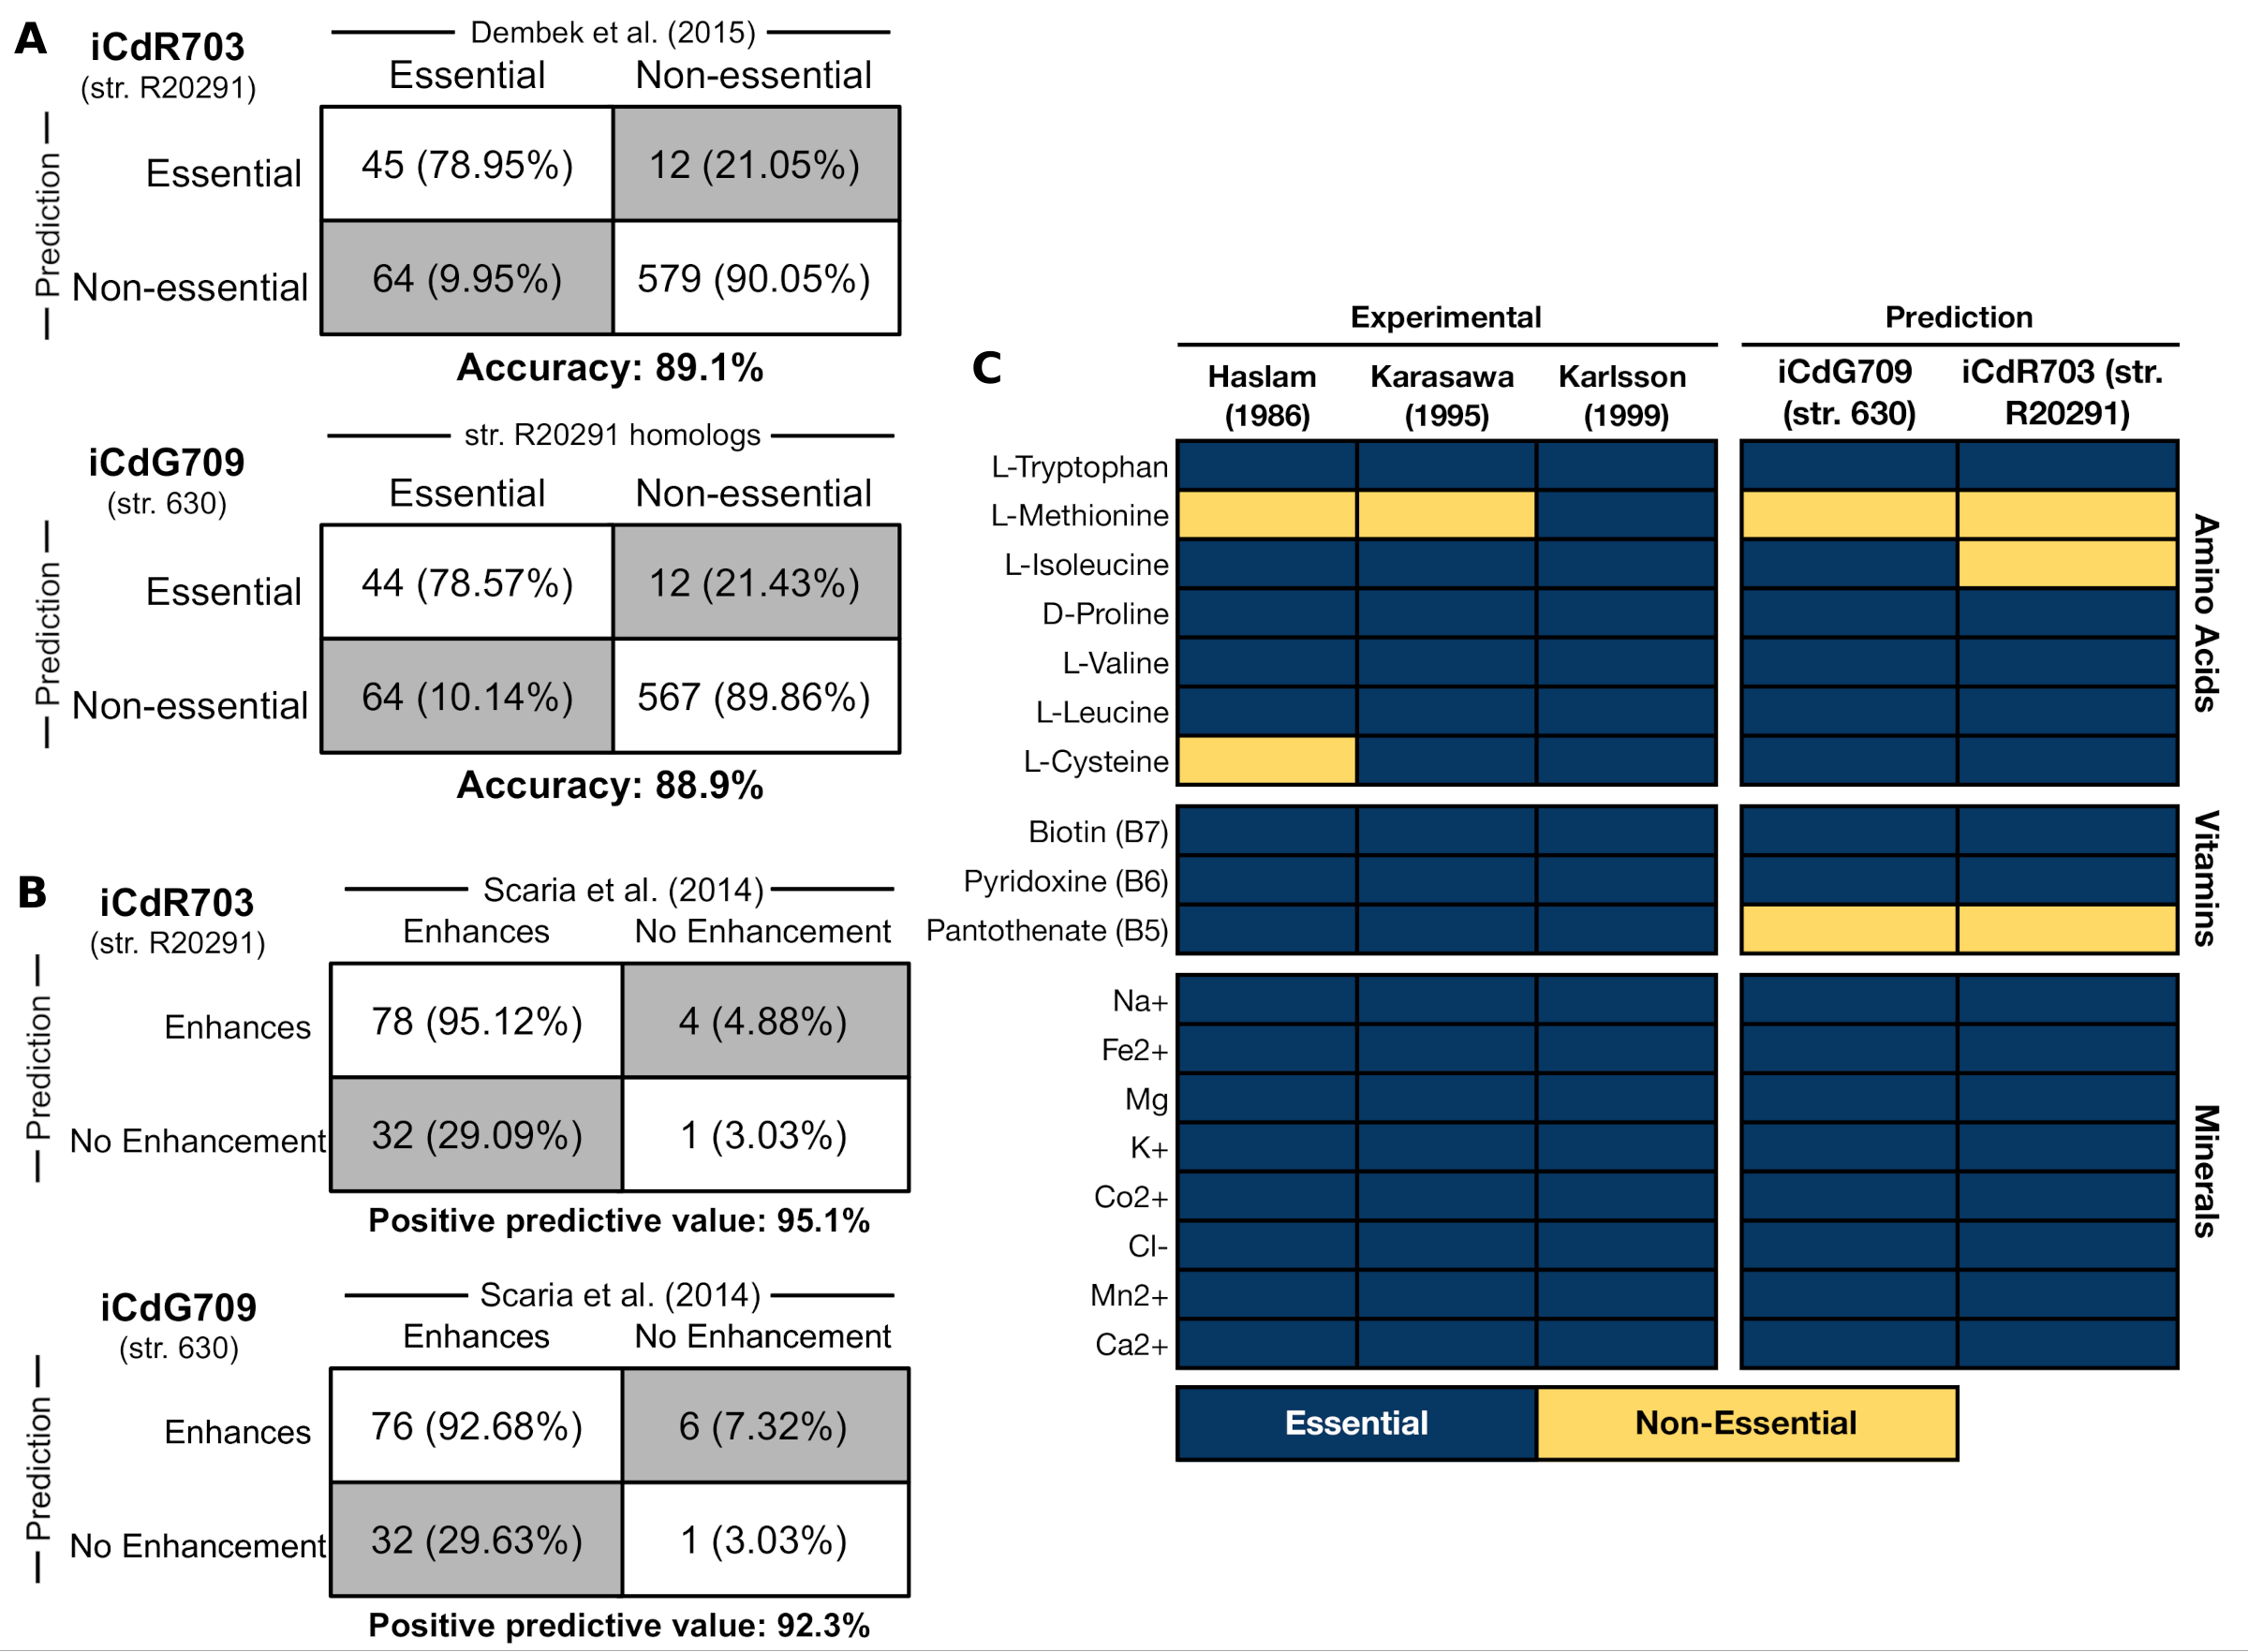 A
iCdR703
(str. R20291)
Dembek et al. (2015)
Essential
Non-essential
Prediction
Essential
45 (78.95%)
12 (21.05%)
Non-essential
64 (9.95%)
579 (90.05%)
Accuracy: 89.1%
iCdG709
(str. 630)
str. R20291 homologs
Essential
Non-essential
Prediction
Essential
44 (78.57%)
12 (21.43%)
Non-essential
64 (10.14%)
567 (89.86%)
Accuracy: 88.9%
B
iCdR703
(str. R20291)
Scaria et al. (2014)
Enhances
No Enhancement
Prediction
Enhances
78 (95.12%)
4 (4.88%)
No Enhancement
32 (29.09%)
1 (3.03%)
Positive predictive value: 95.1%
iCdG709
(str. 630)
Scaria et al. (2014)
Enhances
No Enhancement
Prediction
Enhances
76 (92.68%)
6 (7.32%)
No Enhancement
32 (29.63%)
1 (3.03%)
Positive predictive value: 92.3%
C
Experimental
Prediction
Haslam
(1986)
Karasawa
(1995)
Karlsson
(1999)
iCdG709
(str. 630)
iCdR703 (str.
R20291)
L-Tryptophan
L-Methionine
L-Isoleucine
D-Proline
L-Valine
L-Leucine
L-Cysteine
Amino Acids
Biotin (B7)
Pyridoxine (B6)
Pantothenate (B5)
Vitamins
Na+
Fe2+
Mg
K+
Co2+
Cl-
Mn2+
Ca2+
Minerals
Essential
Non-Essential